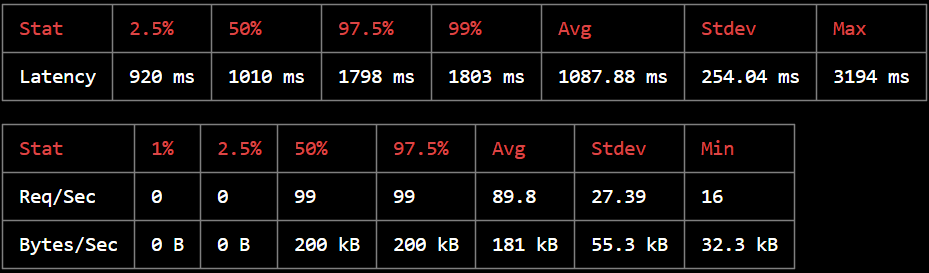 Stat 2.5% 50% 97.5% 99% Avg Stdev Max
Latency 920 ms 1010 ms 1798 ms 1803 ms 1087.88 ms 254.04 ms 3194 ms
Stat 1% 2.5% 50% 97.5% Avg Stdev Min
Req/Sec 0 0 99 99 89.8 27.39 16
Bytes/Sec 0 B 0 B 200 kB 200 kB 181 kB 55.3 kB 32.3 kB